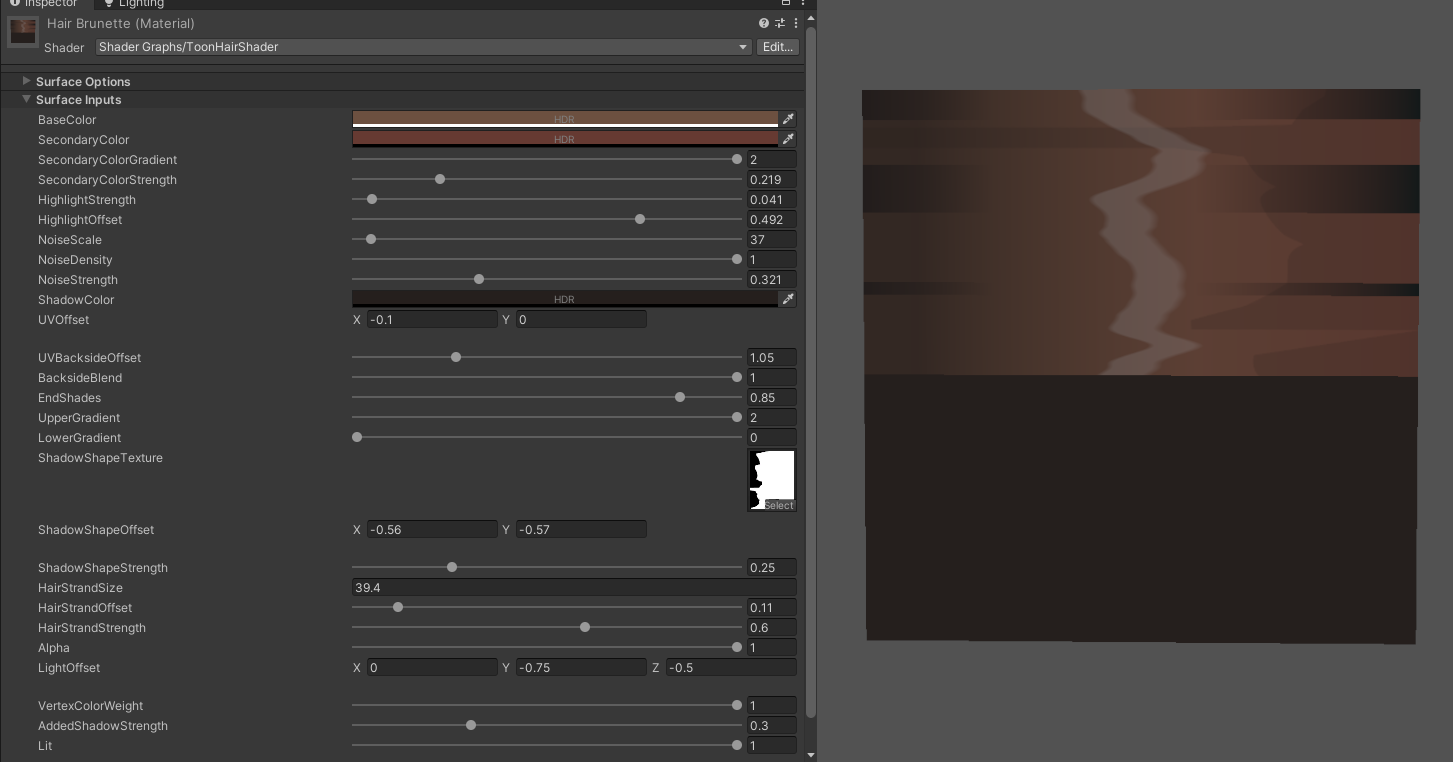 Inspector
Lighting
Hair Brunette (Material)
Shader Shader Graphs/ToonHairShader Edit...
Surface Options
Surface Inputs
BaseColor HDR
SecondaryColor HDR
SecondaryColorGradient 2
SecondaryColorStrength 0.219
HighlightStrength 0.041
HighlightOffset 0.492
NoiseScale 37
NoiseDensity 1
NoiseStrength 0.321
ShadowColor HDR
UVOffset X -0.1 Y 0
UVBacksideOffset 1.05
BacksideBlend 1
EndShades 0.85
UpperGradient 2
LowerGradient 0
ShadowShapeTexture
Select
ShadowShapeOffset X -0.56 Y -0.57
ShadowShapeStrength 0.25
HairStrandSize 39.4
HairStrandOffset 0.11
HairStrandStrength 0.6
Alpha 1
LightOffset X 0 Y -0.75 Z -0.5
VertexColorWeight 1
AddedShadowStrength 0.3
Lit 1